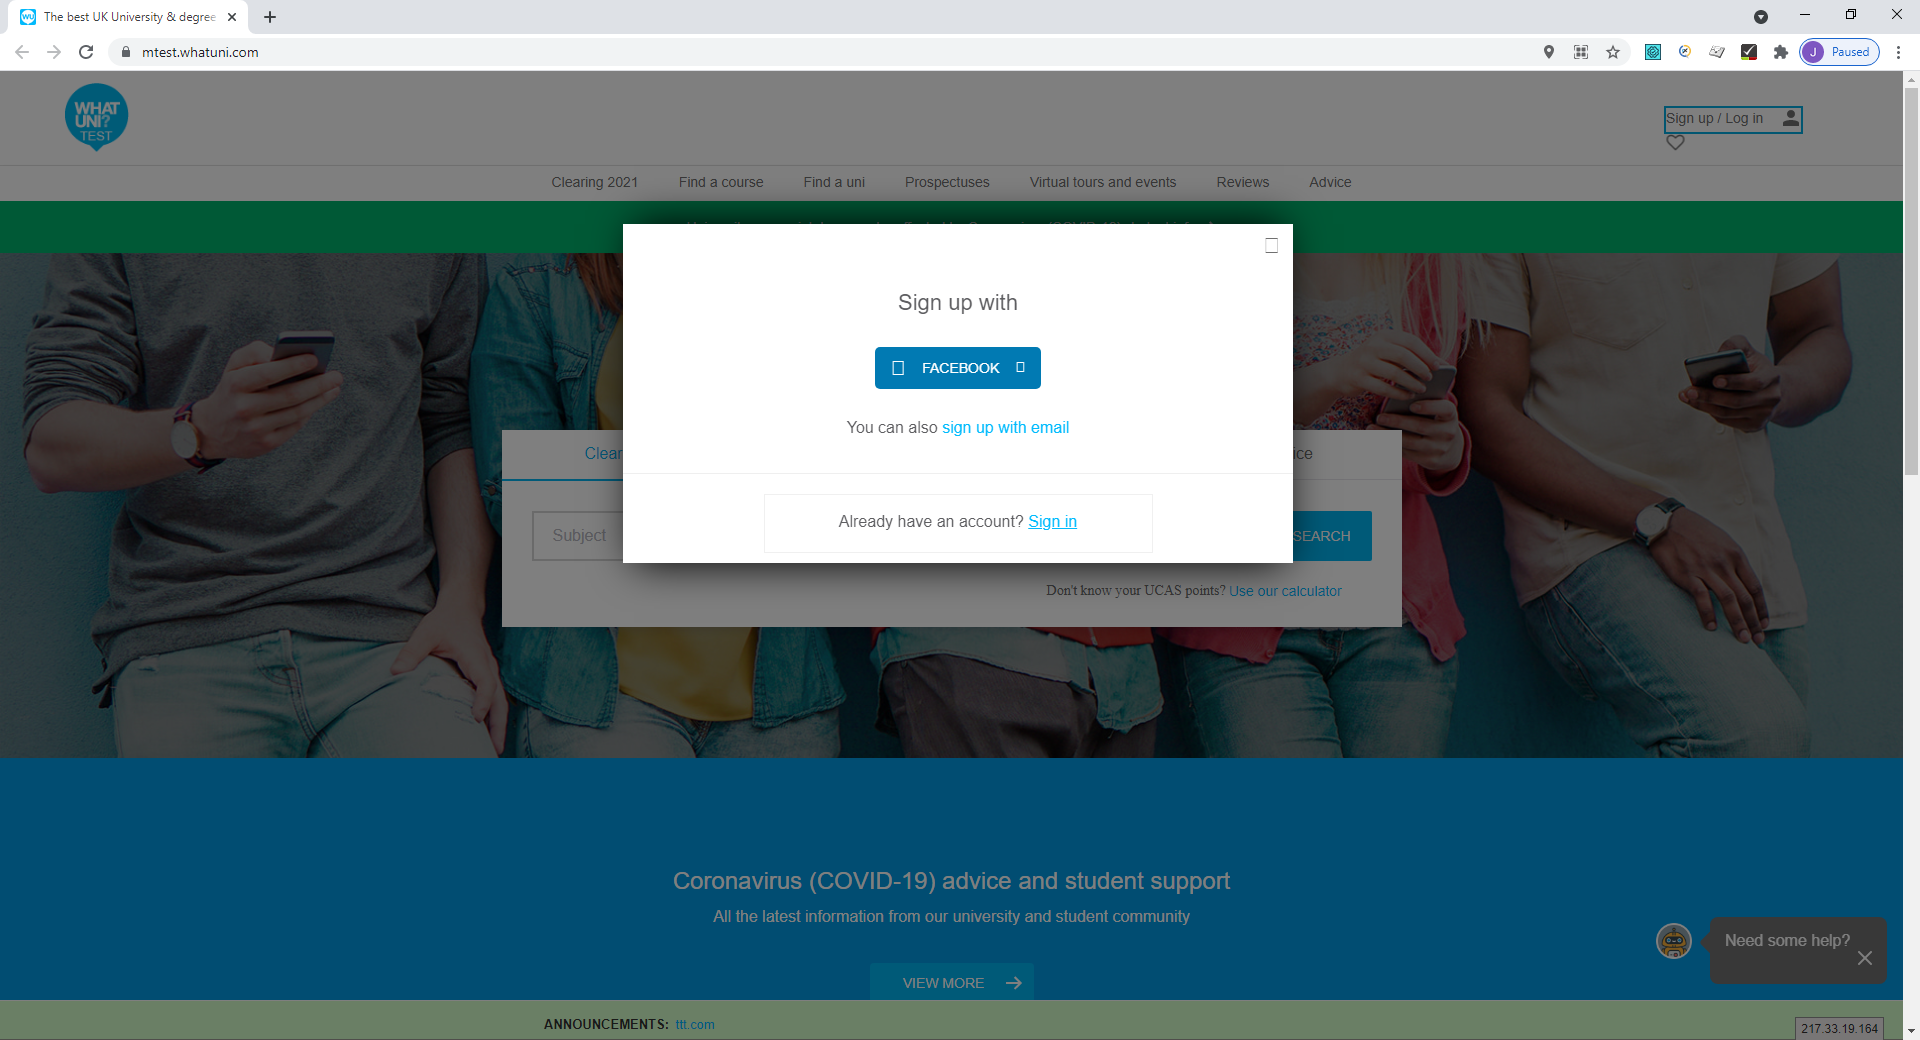 The best UK University & degree
mtest.whatuni.com
J Paused
WHAT
UNI?
TEST
Sign up / Log in
Clearing 2021 Find a course Find a uni Prospectuses Virtual tours and events Reviews Advice
Sign up with
FACEBOOK
You can also sign up with email
Clear
ice
Already have an account? Sign in
Subject
SEARCH
Don't know your UCAS points? Use our calculator
Coronavirus (COVID-19) advice and student support
All the latest information from our university and student community
Need some help?
VIEW MORE
ANNOUNCEMENTS: ttt.com
217.33.19.164